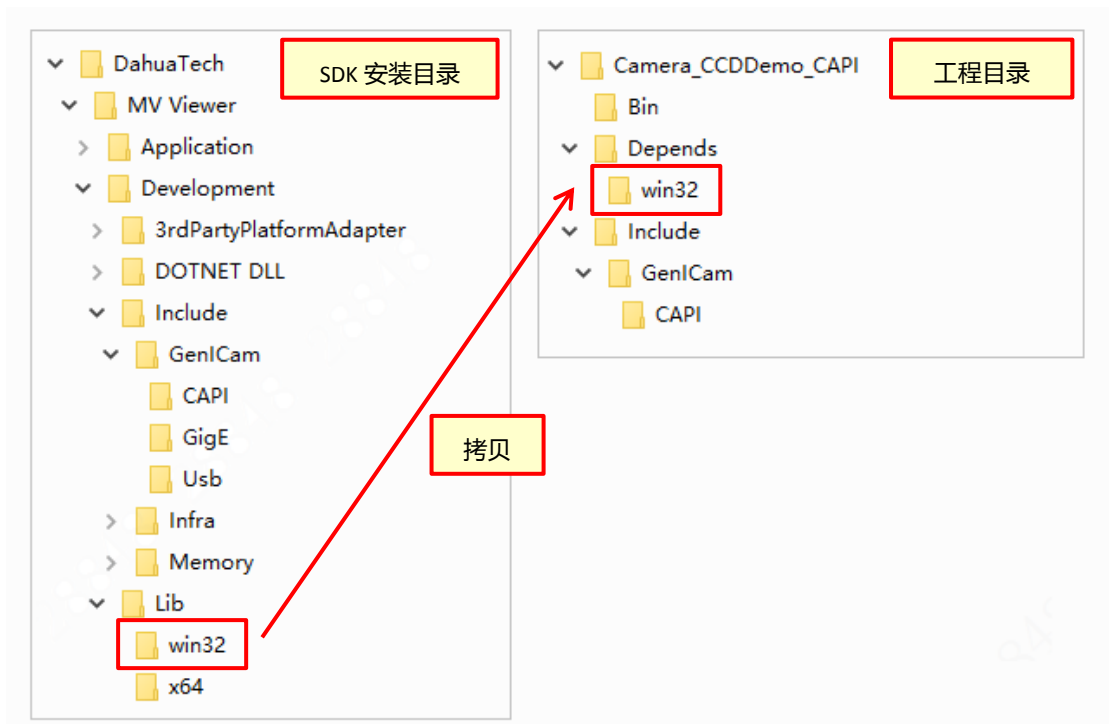 DahuaTech
SDK 安装目录
MV Viewer
Application
Development
3rdPartyPlatformAdapter
DOTNET DLL
Include
GenICam
CAPI
GigE
Usb
Infra
Memory
Lib
win32
x64
拷贝
Camera_CCDDemo_CAPI
工程目录
Bin
Depends
win32
Include
GenICam
CAPI